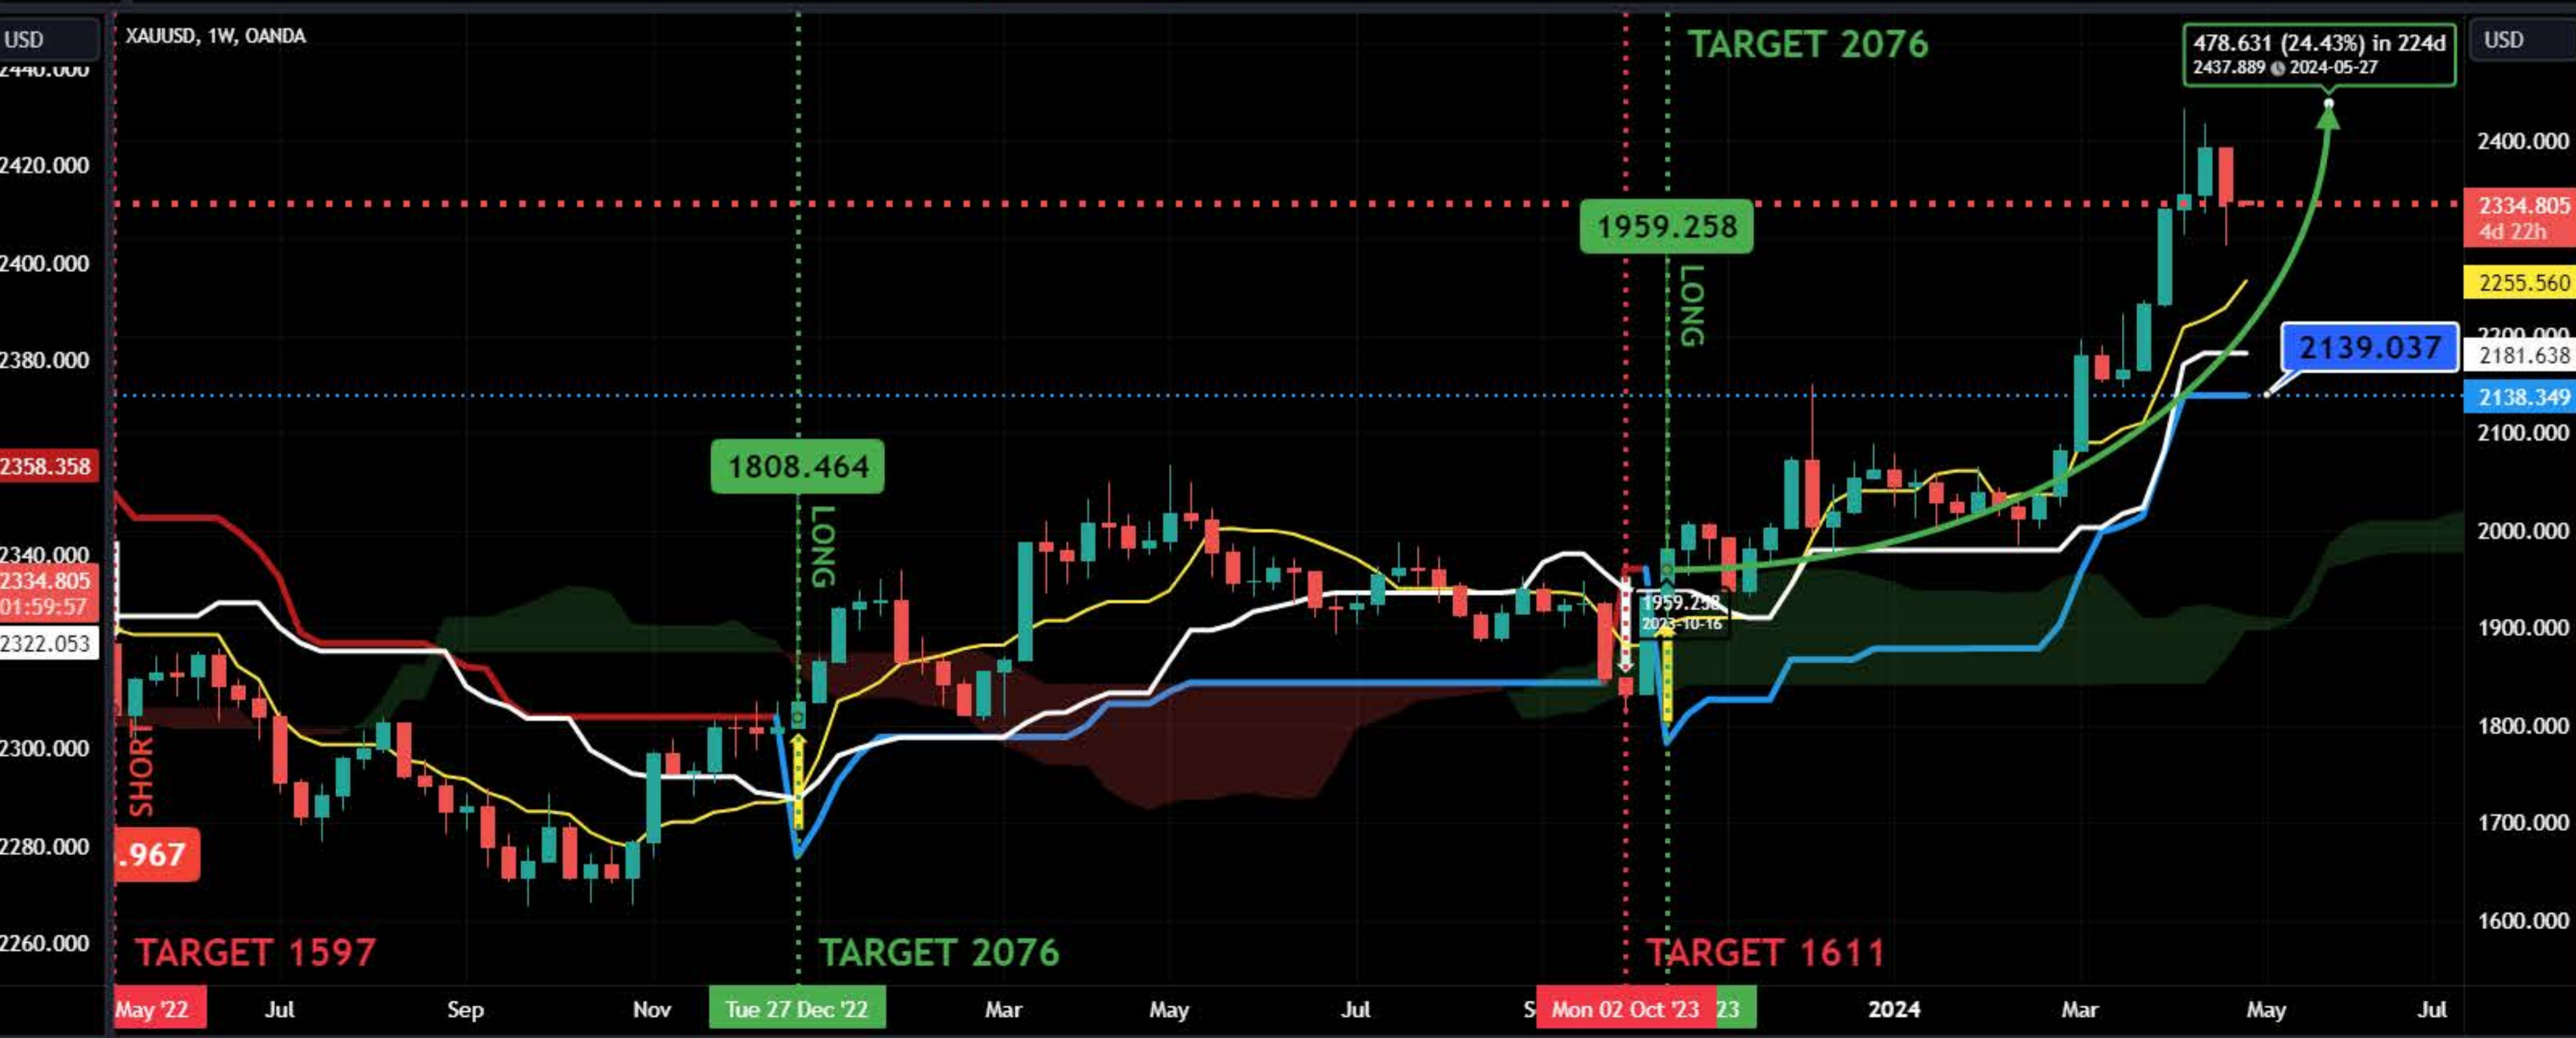 USD
XAUUSD, 1W, OANDA
TARGET 2076
478.631 (24.43%) in 224d
2437.889 2024-05-27
USD
2440.000
2420.000
2400.000
2380.000
2358.358
2340.000
2334.805
01:59:57
2322.053
2300.000
2280.000
2260.000
1959.258
LONG
1808.464
LONG
1959.258
2023-10-16
2139.037
SHORT
.967
TARGET 1597
TARGET 2076
TARGET 1611
2400.000
2334.805
4d 22h
2255.560
2200.000
2181.638
2138.349
2100.000
2000.000
1900.000
1800.000
1700.000
1600.000
May '22 Jul Sep Nov Tue 27 Dec '22 Mar May Jul S Mon 02 Oct '23 23 2024 Mar May Jul